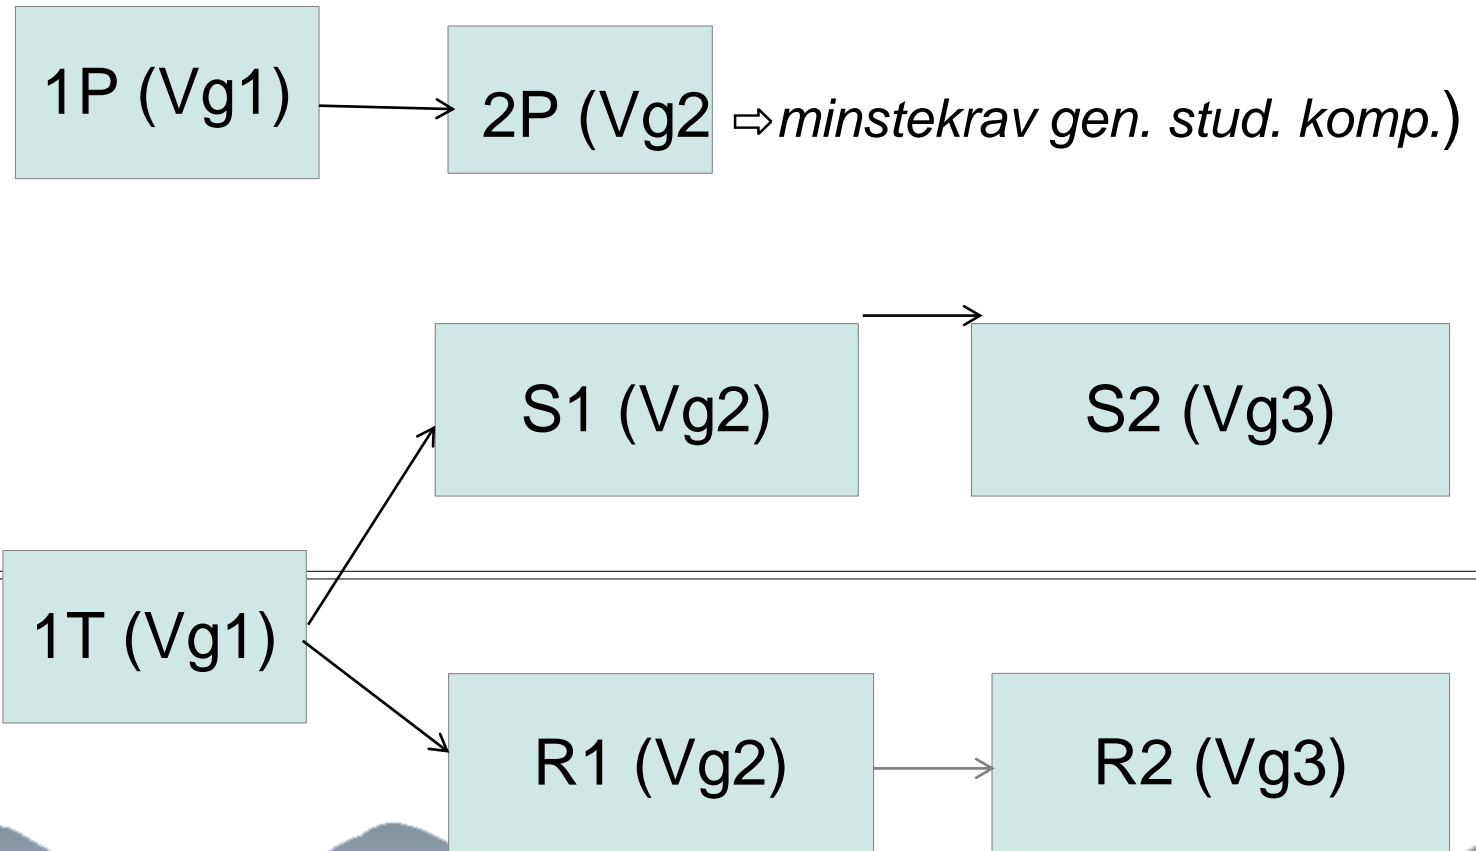 1P (Vg1)
2P (Vg2 ⇨minstekrav gen. stud. komp.)
S1 (Vg2)
S2 (Vg3)
1T (Vg1)
R1 (Vg2)
R2 (Vg3)